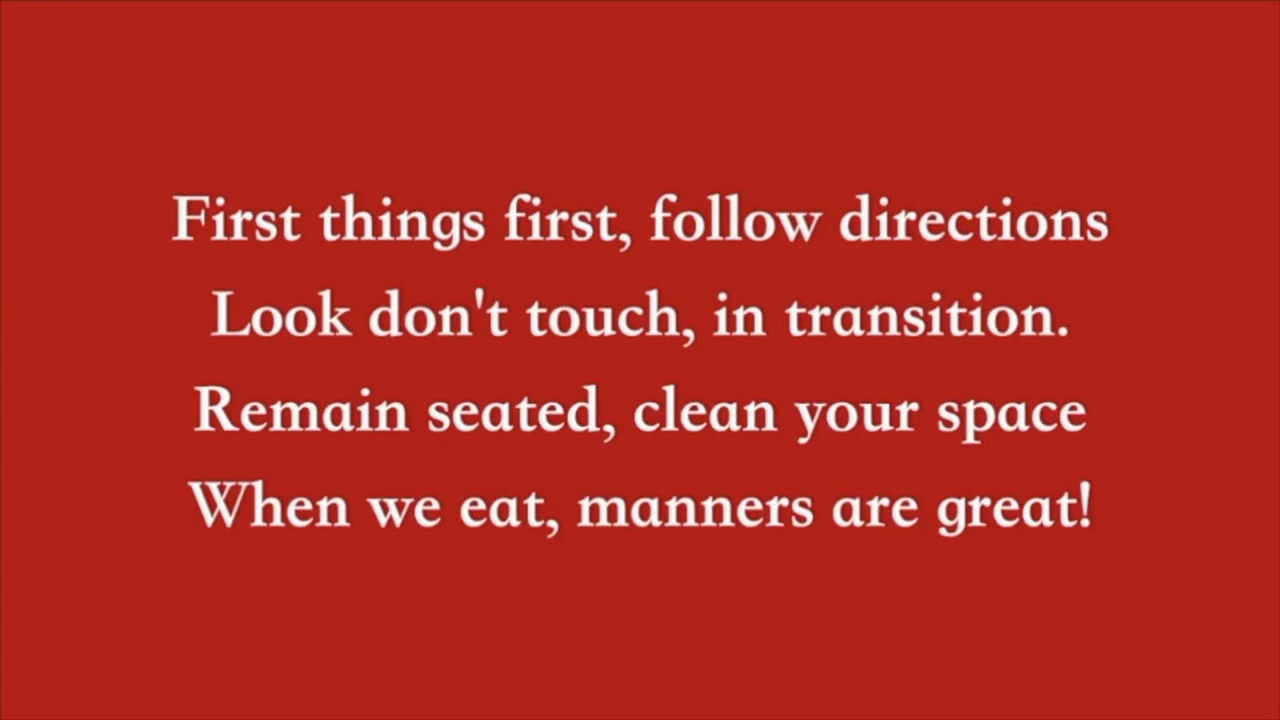 First things first, follow directions
Look don't touch, in transition.
Remain seated, clean your space
When we eat, manners are great!